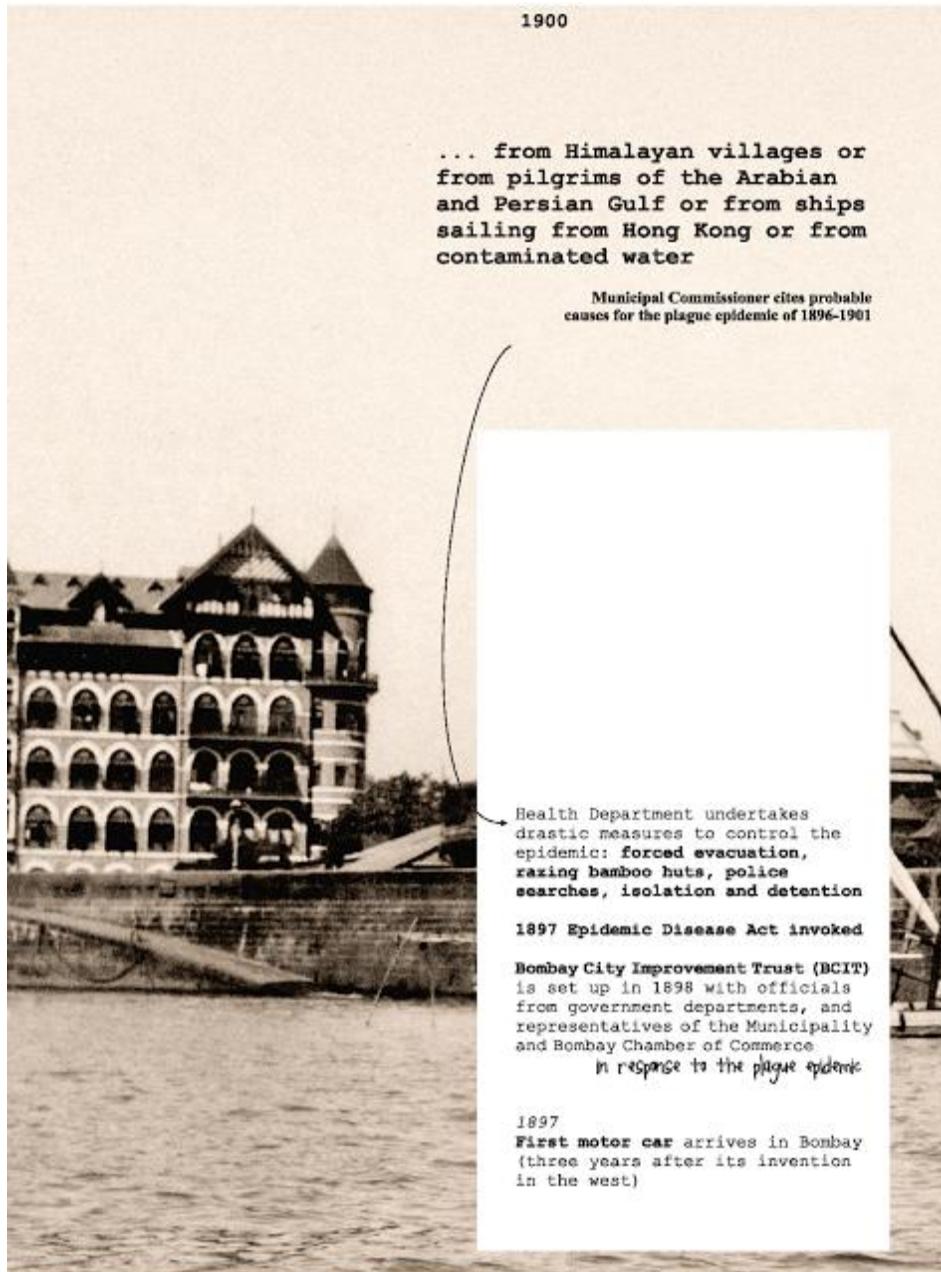 1900
... from Himalayan villages or
from pilgrims of the Arabian
and Persian Gulf or from ships
sailing from Hong Kong or from
contaminated water
Municipal Commissioner cites probable
causes for the plague epidemic of 1896-1901
Health Department undertakes
drastic measures to control the
epidemic: forced evacuation,
razing bamboo huts, police
searches, isolation and detention
1897 Epidemic Disease Act invoked
Bombay City Improvement Trust (BCIT)
is set up in 1898 with officials
from government departments, and
representatives of the Municipality
and Bombay Chamber of Commerce
in response to the plague epidemic
1897
First motor car arrives in Bombay
(three years after its invention
in the west)